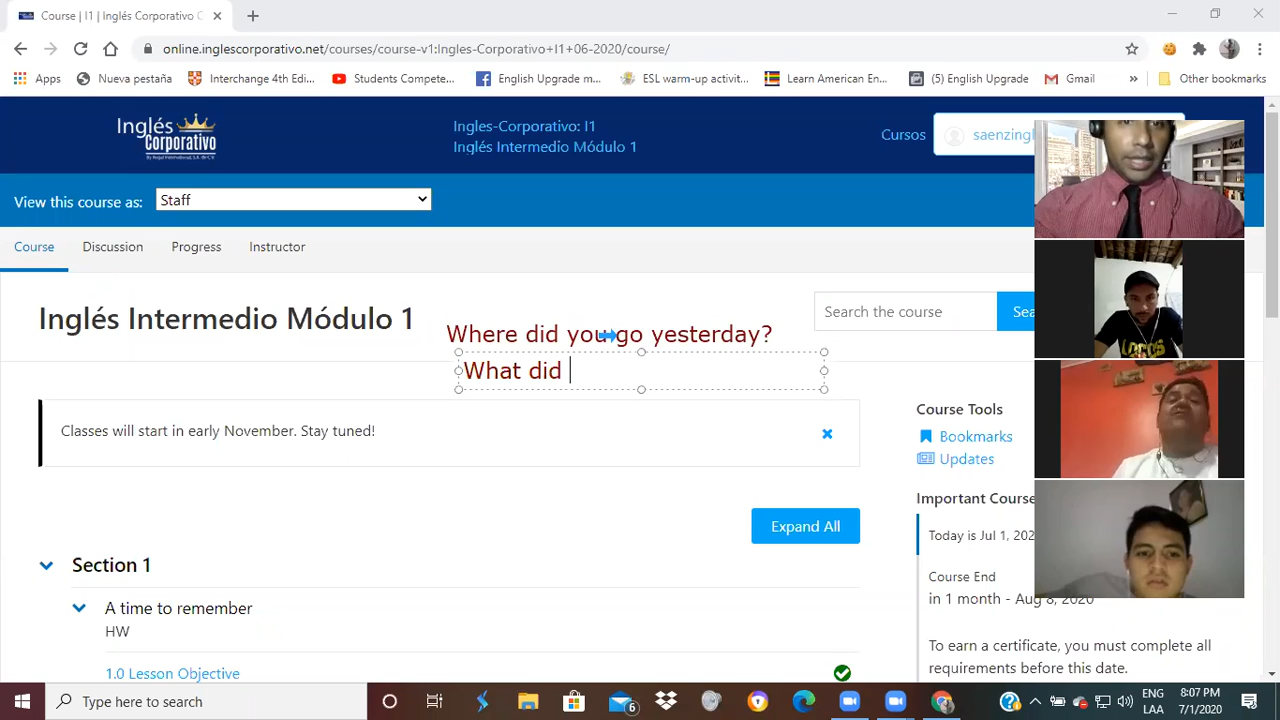 Course | I1 | Inglés Corporativo C
online.inglescorporativo.net/courses/course-v1:Ingles-Corporativo+I1+06-2020/course/
Apps Nueva pestaña Interchange 4th Edi... Students Compete... English Upgrade m... ESL warm-up activit... Learn American En... (5) English Upgrade Gmail » Other bookmarks
Inglés Corporativo
By Regal International, S.A. de C.V.
Ingles-Corporativo: I1
Inglés Intermedio Módulo 1
Cursos
saenzingl
View this course as: Staff
Course Discussion Progress Instructor
Inglés Intermedio Módulo 1
Search the course
Sea
Where did you go yesterday?
What did
Classes will start in early November. Stay tuned!
Expand All
Section 1
A time to remember
HW
1.0 Lesson Objective
Course Tools
Bookmarks
Updates
Important Course
Today is Jul 1, 202
Course End
in 1 month - Aug 8, 2020
To earn a certificate, you must complete all
requirements before this date.
Type here to search
6
ENG
LAA
8:07 PM
7/1/2020